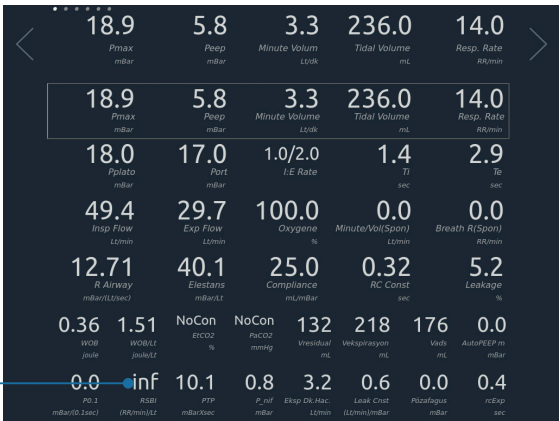 18.9 5.8 3.3 236.0 14.0
Pmax Peep Minute Volum Tidal Volume Resp. Rate
mBar mBar Lt/dk mL RR/min
18.9 5.8 3.3 236.0 14.0
Pmax Peep Minute Volume Tidal Volume Resp. Rate
mBar mBar Lt/dk mL RR/min
18.0 17.0 1.0/2.0 1.4 2.9
Pplato Port I:E Rate Ti Te
mBar mBar sec sec
49.4 29.7 100.0 0.0 0.0
Insp Flow Exp Flow Oxygene Minute/Vol(Spon) Breath R(Spon)
Lt/min Lt/min % Lt/min RR/min
12.71 40.1 25.0 0.32 5.2
R Airway Elestans Compliance RC Const Leakage
mBar/(Lt/sec) mBar/Lt mL/mBar sec %
0.36 1.51 NoCon NoCon 132 218 176 0.0
WOB WOB/Lt EtCO2 PaCO2 Vresidual Vekspirasyon Vads AutoPEEP m
joule joule/Lt % mmHg mL mL mL mBar
0.0 inf 10.1 0.8 3.2 0.6 0.0 0.4
P0.1 RSBI PTP P_nif Eksp Dk.Hac. Leak Cnst Pözafagus rcExp
mBar/(0.1sec) (RR/min)/Lt mBarXsec mBar Lt/min (Lt/min)/mBar mBar sec